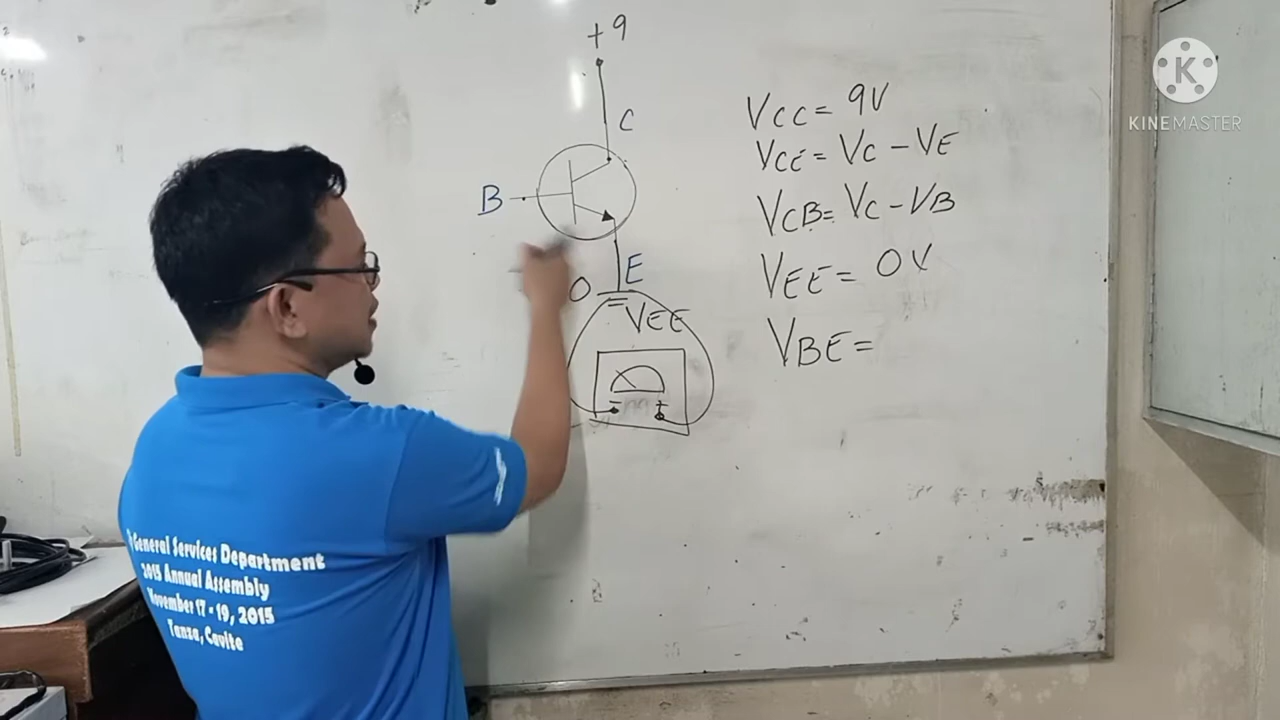 +9
C
B
E
0
VEE
- +
VCC = 9V
VCE = VC - VE
VCB = VC - VB
VEE = 0V
VBE =
K
KINEMASTER
General Services Department
2015 Annual Assembly
November 17 - 19, 2015
Tanza, Cavite